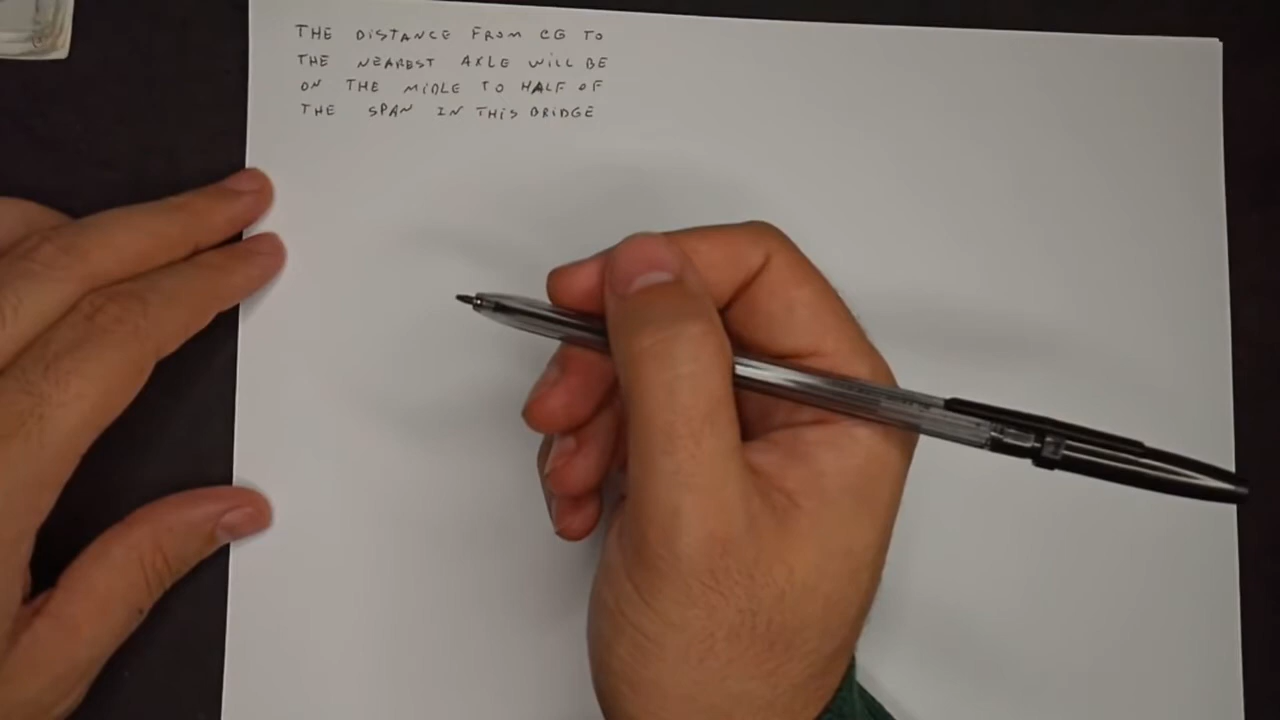 THE DISTANCE FROM CG TO
THE NEAREST AXLE WILL BE
ON THE MIDLE TO HALF OF
THE SPAN IN THIS BRIDGE